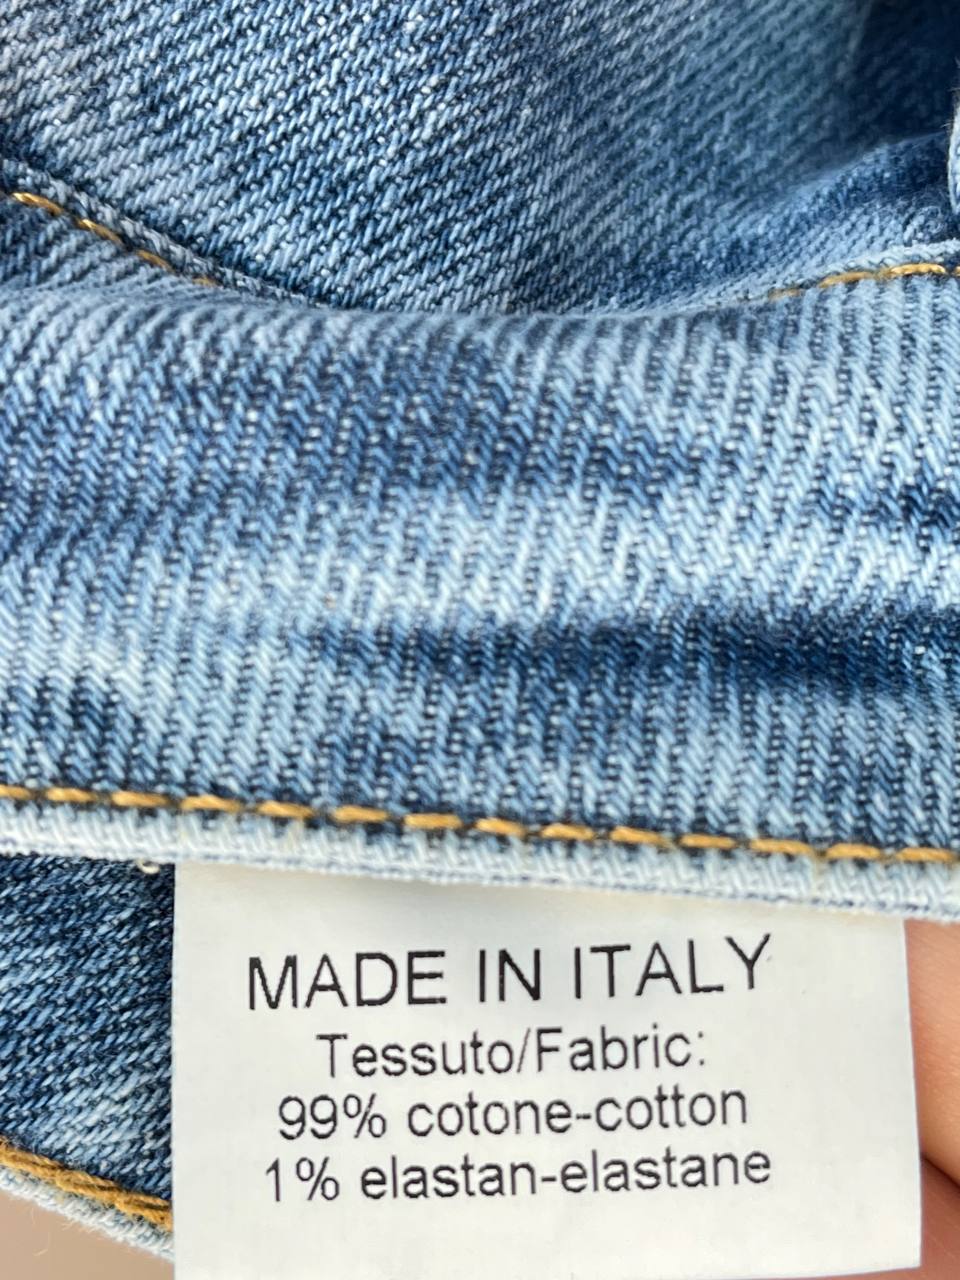 MADE IN ITALY
Tessuto/Fabric:
99% cotone-cotton
1% elastan-elastane